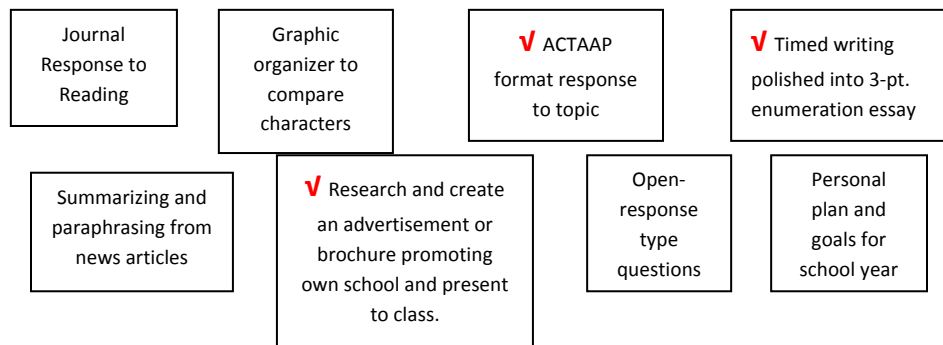 Journal
Response to
Reading
Graphic
organizer to
compare
characters
√ ACTAAP
format response
to topic
√ Timed writing
polished into 3-pt.
enumeration essay
Summarizing and
paraphrasing from
news articles
√ Research and create
an advertisement or
brochure promoting
own school and present
to class.
Open-
response
type
questions
Personal
plan and
goals for
school year